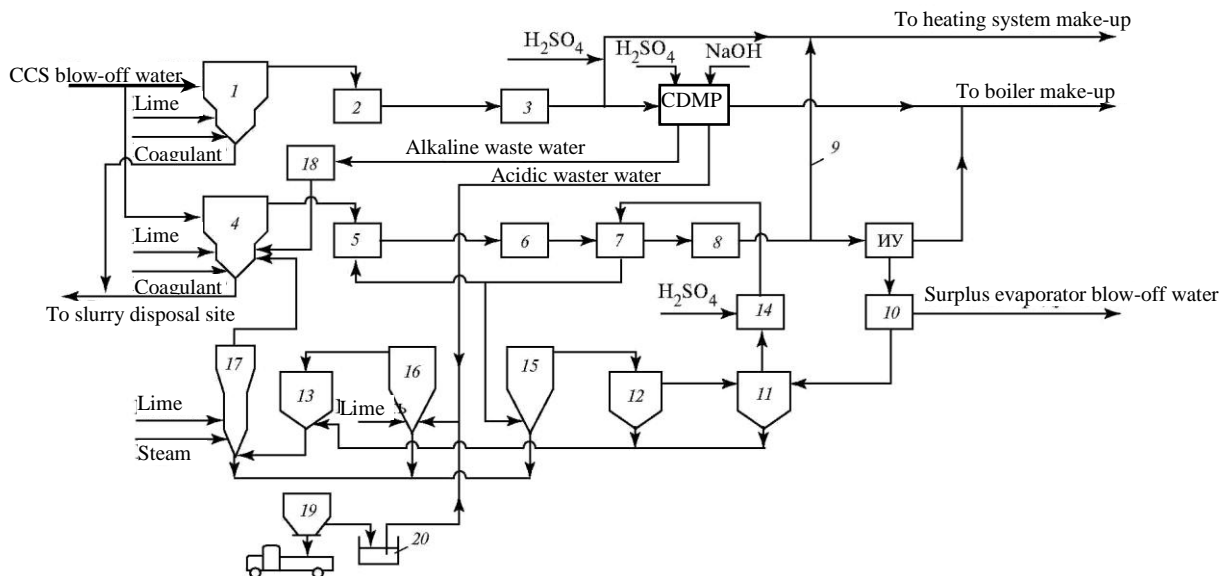 To heating system make-up
H₂SO₄
H₂SO₄
NaOH
CCS blow-off water
1
2
3
CDMP
To boiler make-up
Lime
Coagulant
Alkaline waste water
18
Acidic waster water
9
4
5
6
7
8
ИУ
Lime
Coagulant
H₂SO₄
14
10
Surplus evaporator blow-off water
To slurry disposal site
17
13
16
15
12
11
Lime
Lime
Steam
19
20